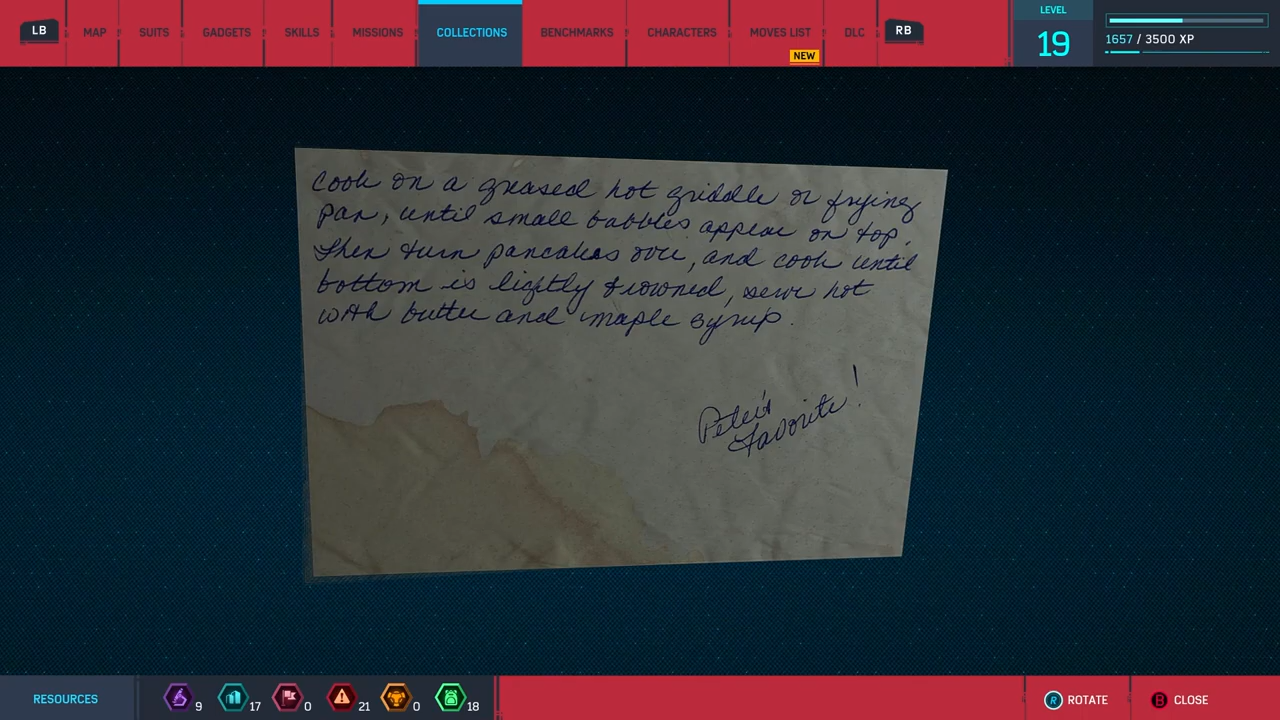 LB
MAP
SUITS
GADGETS
SKILLS
MISSIONS
COLLECTIONS
BENCHMARKS
CHARACTERS
MOVES LIST
NEW
DLC
RB
LEVEL
19
1657 / 3500 XP
Cook on a greased hot griddle or frying
pan, until small bubbles appear on top.
Then turn pancakes over, and cook until
bottom is lightly browned, serve hot
with butter and maple syrup.
Peter's
favorite!
RESOURCES
9
17
0
21
0
18
R ROTATE
B CLOSE